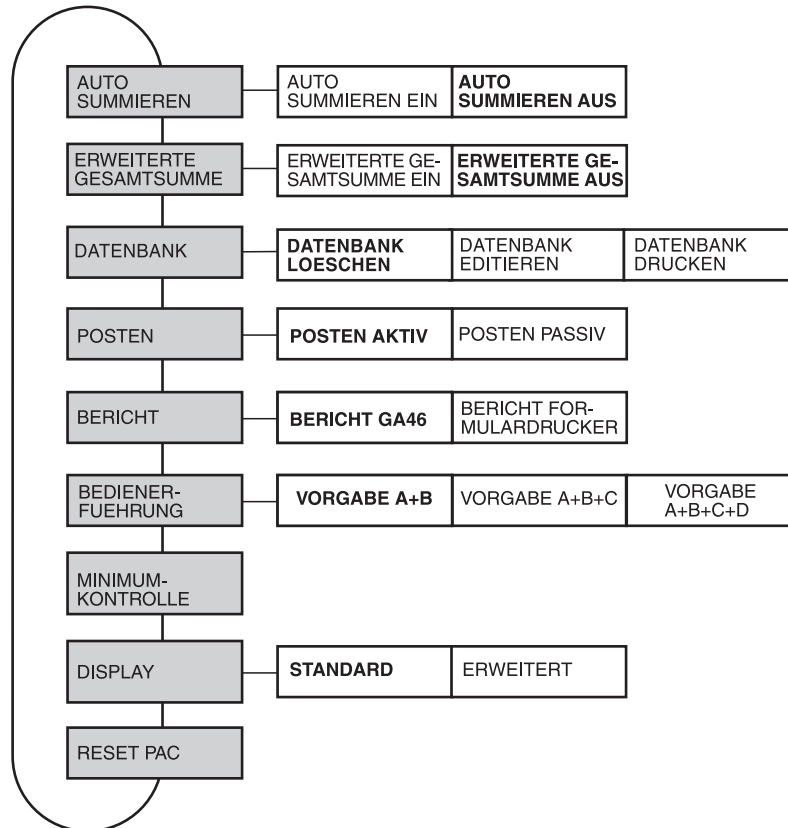 AUTO
SUMMIEREN
AUTO
SUMMIEREN EIN
AUTO
SUMMIEREN AUS
ERWEITERTE
GESAMTSUMME
ERWEITERTE GE-
SAMTSUMME EIN
ERWEITERTE GE-
SAMTSUMME AUS
DATENBANK
DATENBANK
LOESCHEN
DATENBANK
EDITIEREN
DATENBANK
DRUCKEN
POSTEN
POSTEN AKTIV
POSTEN PASSIV
BERICHT
BERICHT GA46
BERICHT FOR-
MULARDRUCKER
BEDIENER-
FUEHRUNG
VORGABE A+B
VORGABE A+B+C
VORGABE
A+B+C+D
MINIMUM-
KONTROLLE
DISPLAY
STANDARD
ERWEITERT
RESET PAC